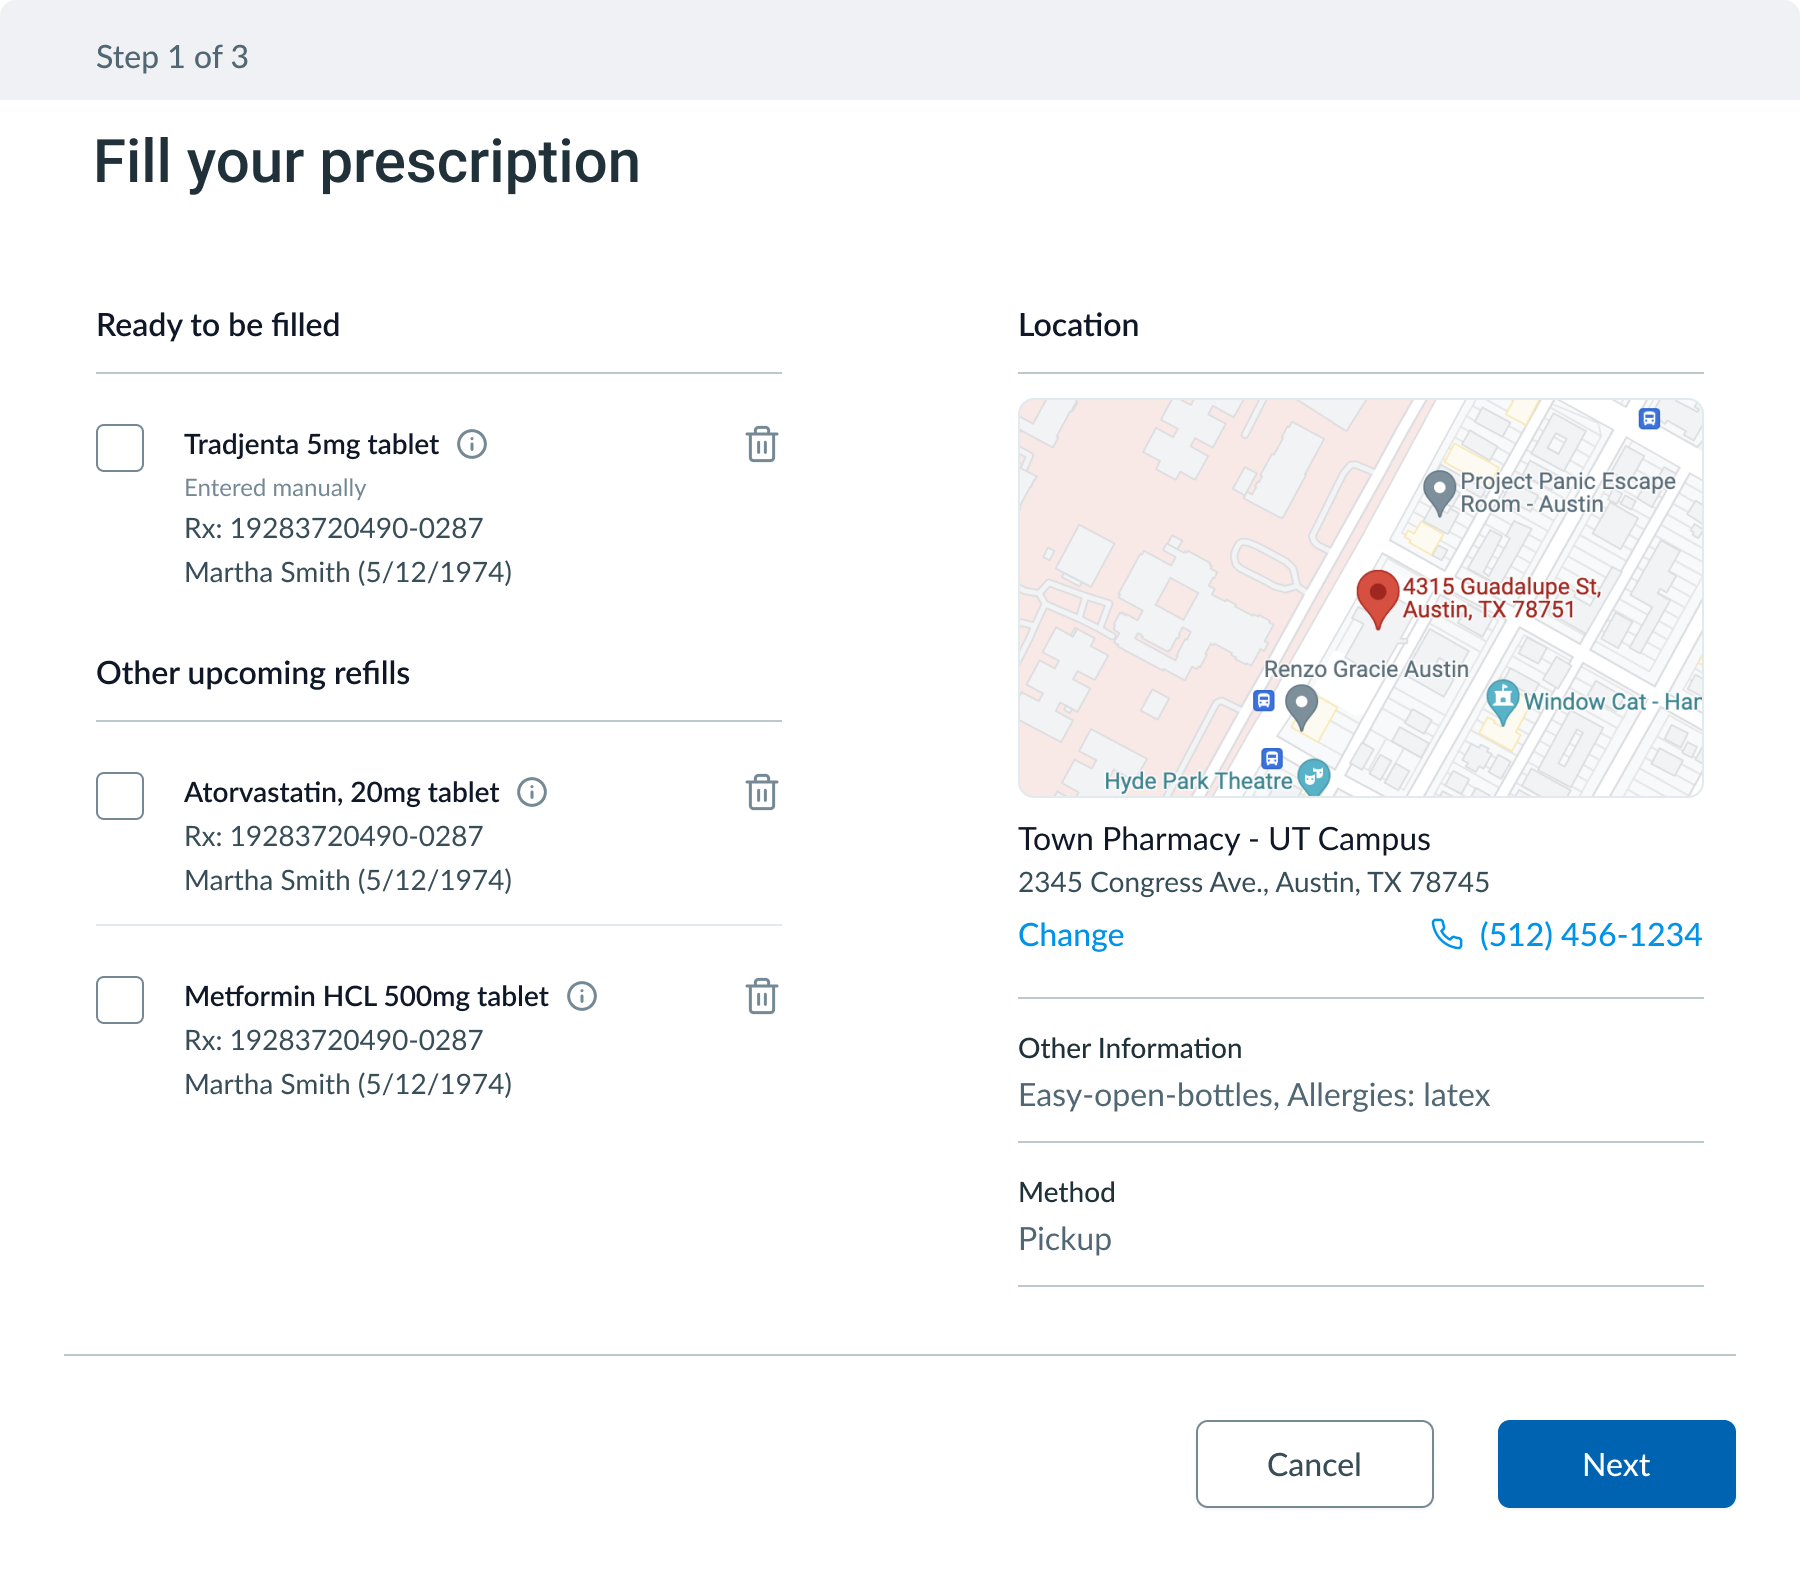 Step 1 of 3
Fill your prescription
Ready to be filled
Tradjenta 5mg tablet
Entered manually
Rx: 19283720490-0287
Martha Smith (5/12/1974)
Other upcoming refills
Atorvastatin, 20mg tablet
Rx: 19283720490-0287
Martha Smith (5/12/1974)
Metformin HCL 500mg tablet
Rx: 19283720490-0287
Martha Smith (5/12/1974)
Location
Project Panic Escape
Room - Austin
4315 Guadalupe St,
Austin, TX 78751
Renzo Gracie Austin
Window Cat - Har
Hyde Park Theatre
Town Pharmacy - UT Campus
2345 Congress Ave., Austin, TX 78745
Change
(512) 456-1234
Other Information
Easy-open-bottles, Allergies: latex
Method
Pickup
Cancel
Next